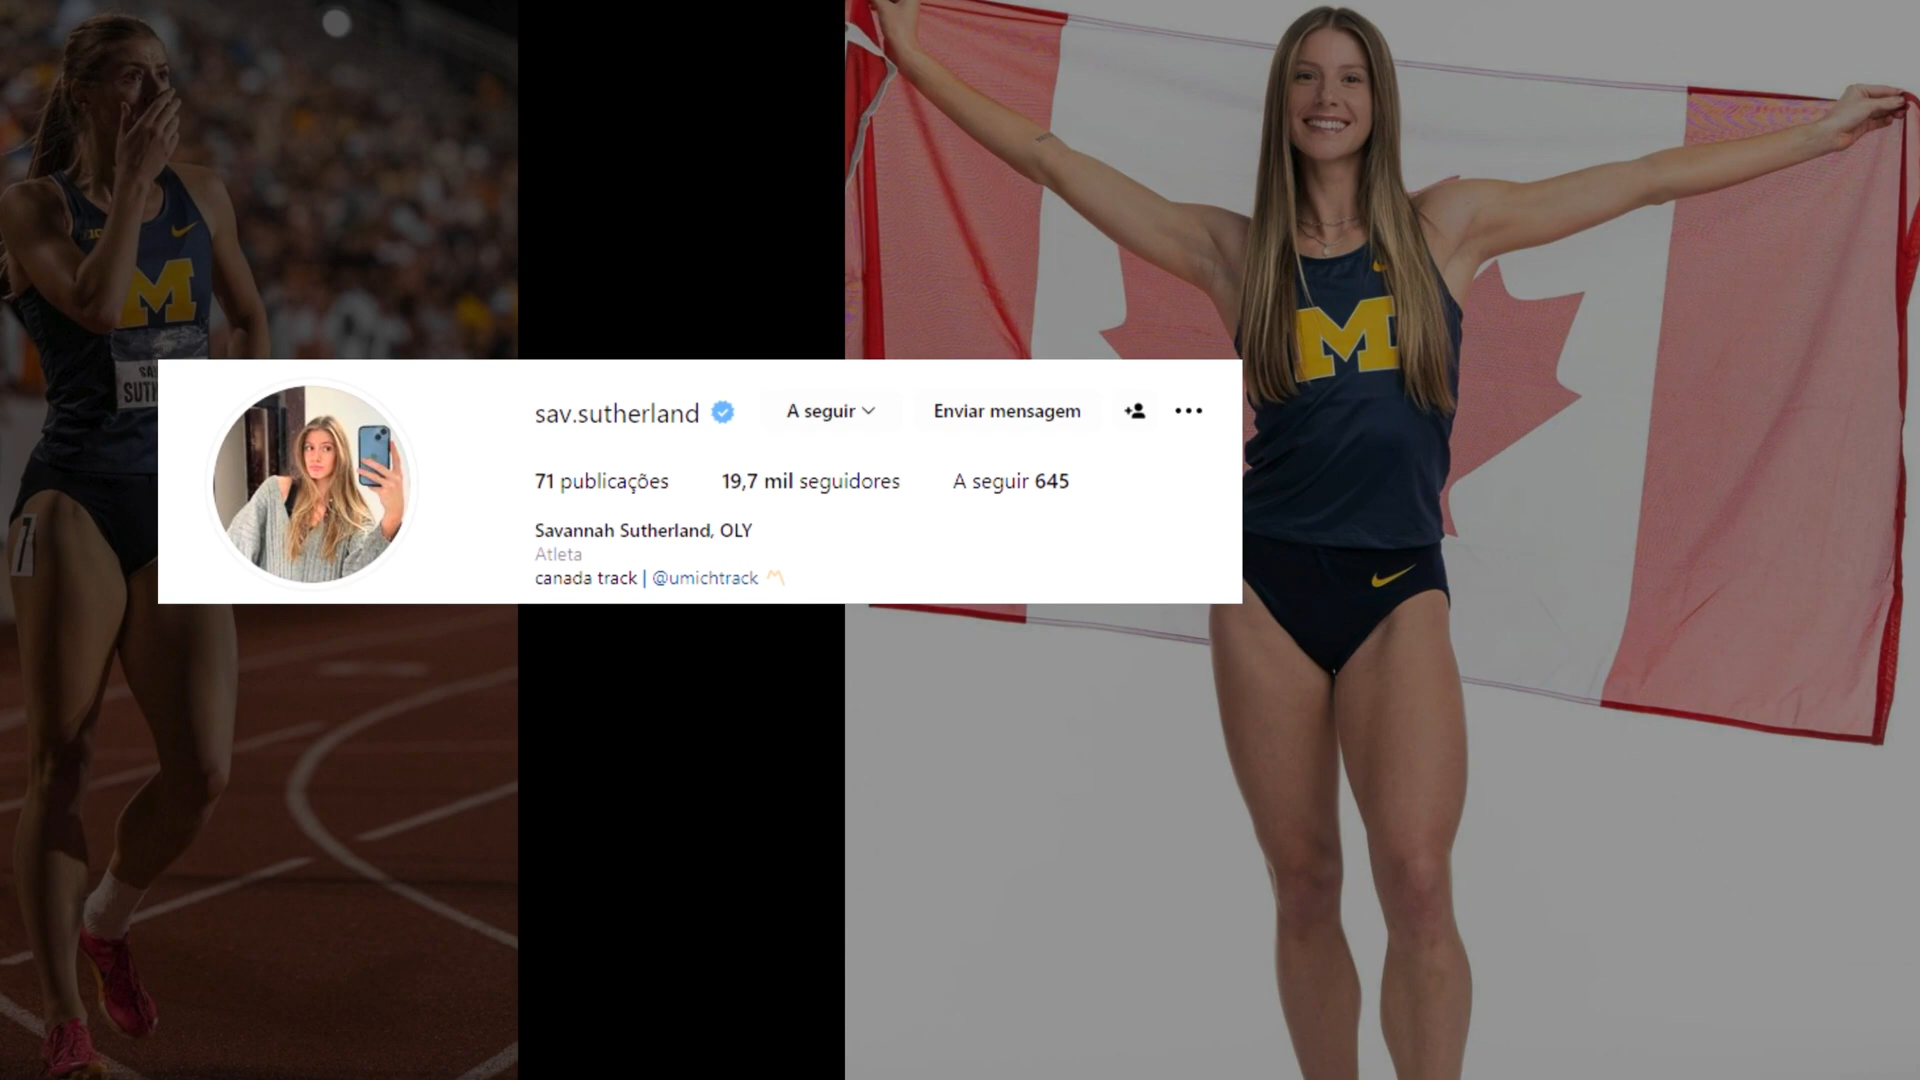 M
M
7
sav.sutherland A seguir Enviar mensagem
71 publicações 19,7 mil seguidores A seguir 645
Savannah Sutherland, OLY
Atleta
canada track | @umichtrack